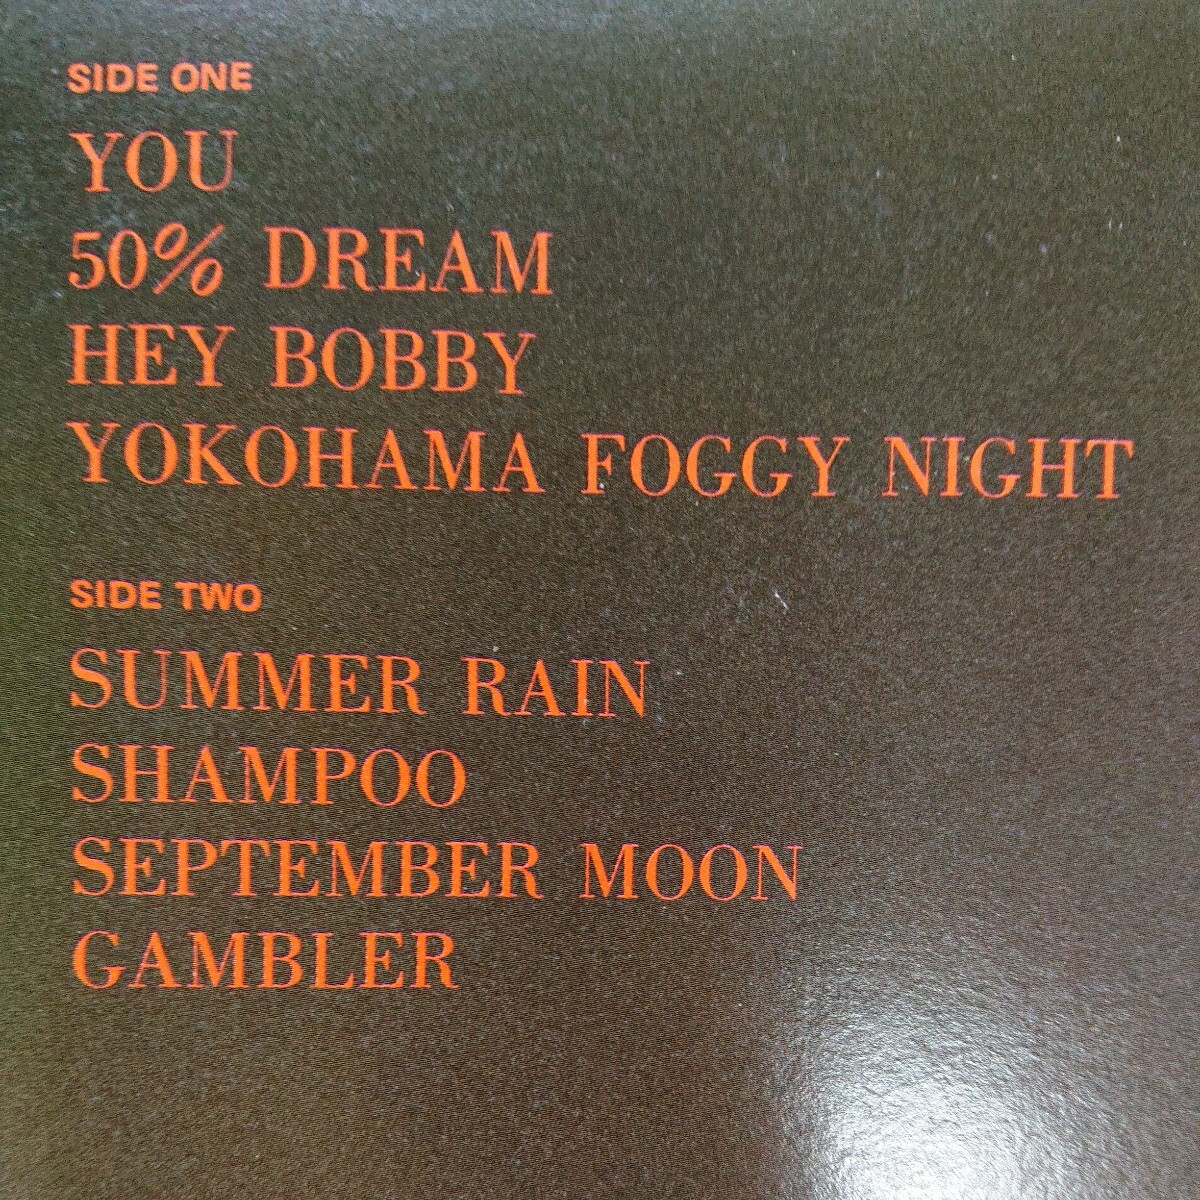 SIDE ONE
YOU
50% DREAM
HEY BOBBY
YOKOHAMA FOGGY NIGHT
SIDE TWO
SUMMER RAIN
SHAMPOO
SEPTEMBER MOON
GAMBLER